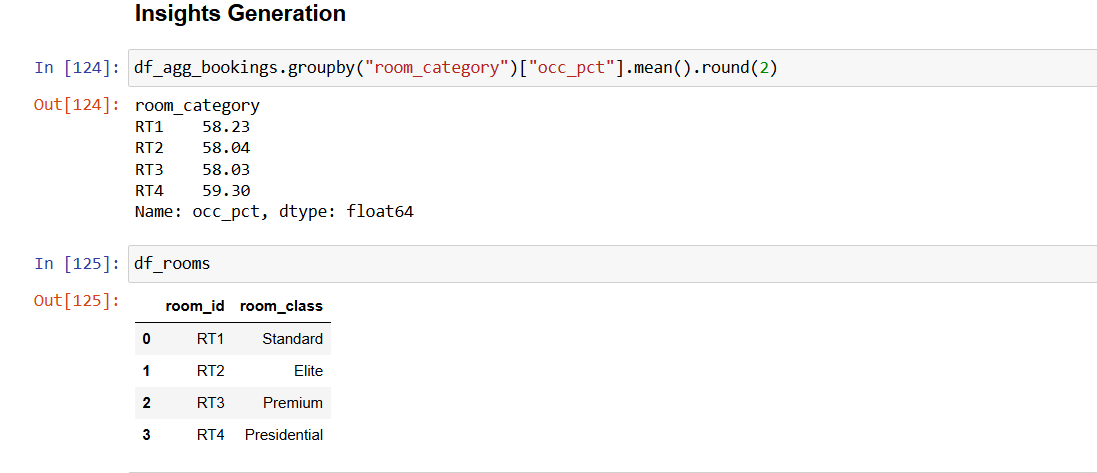 Insights Generation
In [124]: df_agg_bookings.groupby("room_category")["occ_pct"].mean().round(2)
Out[124]: room_category
RT1    58.23
RT2    58.04
RT3    58.03
RT4    59.30
Name: occ_pct, dtype: float64
In [125]: df_rooms
Out[125]:
room_id room_class
0 RT1 Standard
1 RT2 Elite
2 RT3 Premium
3 RT4 Presidential